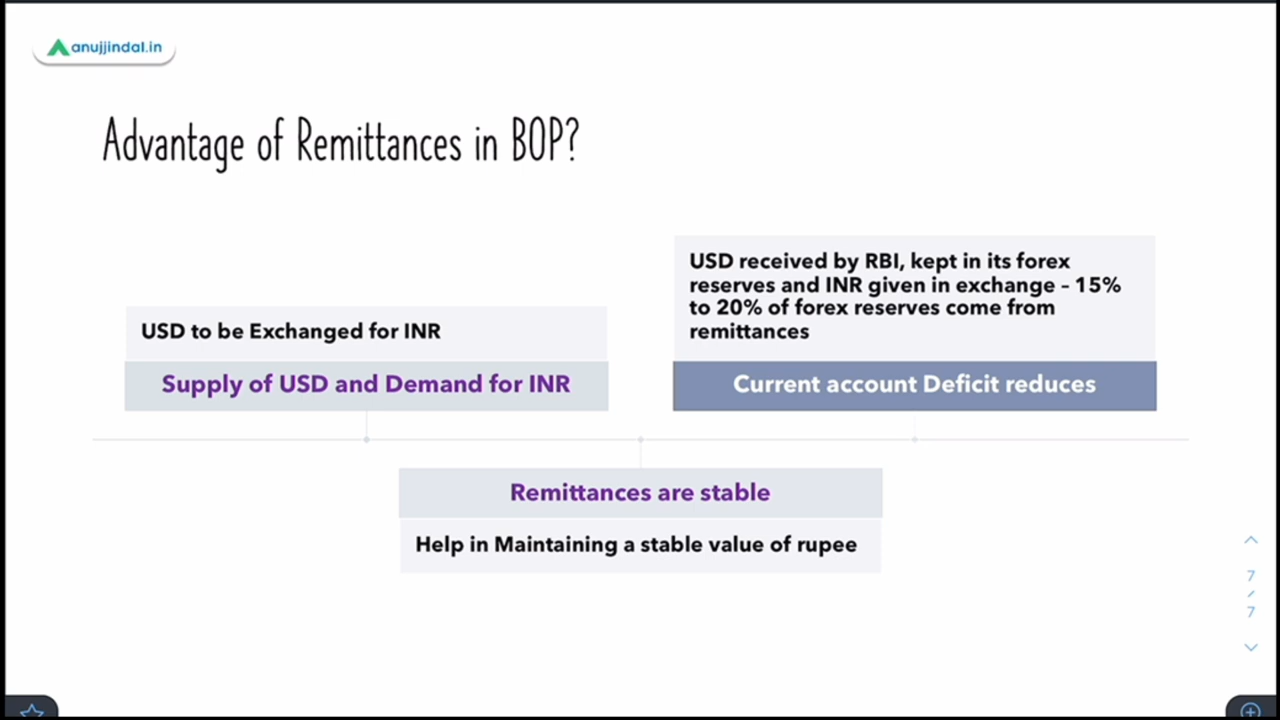 anujjindal.in
Advantage of Remittances in BOP?
USD to be Exchanged for INR
Supply of USD and Demand for INR
USD received by RBI, kept in its forex
reserves and INR given in exchange – 15%
to 20% of forex reserves come from
remittances
Current account Deficit reduces
Remittances are stable
Help in Maintaining a stable value of rupee
7
/
7